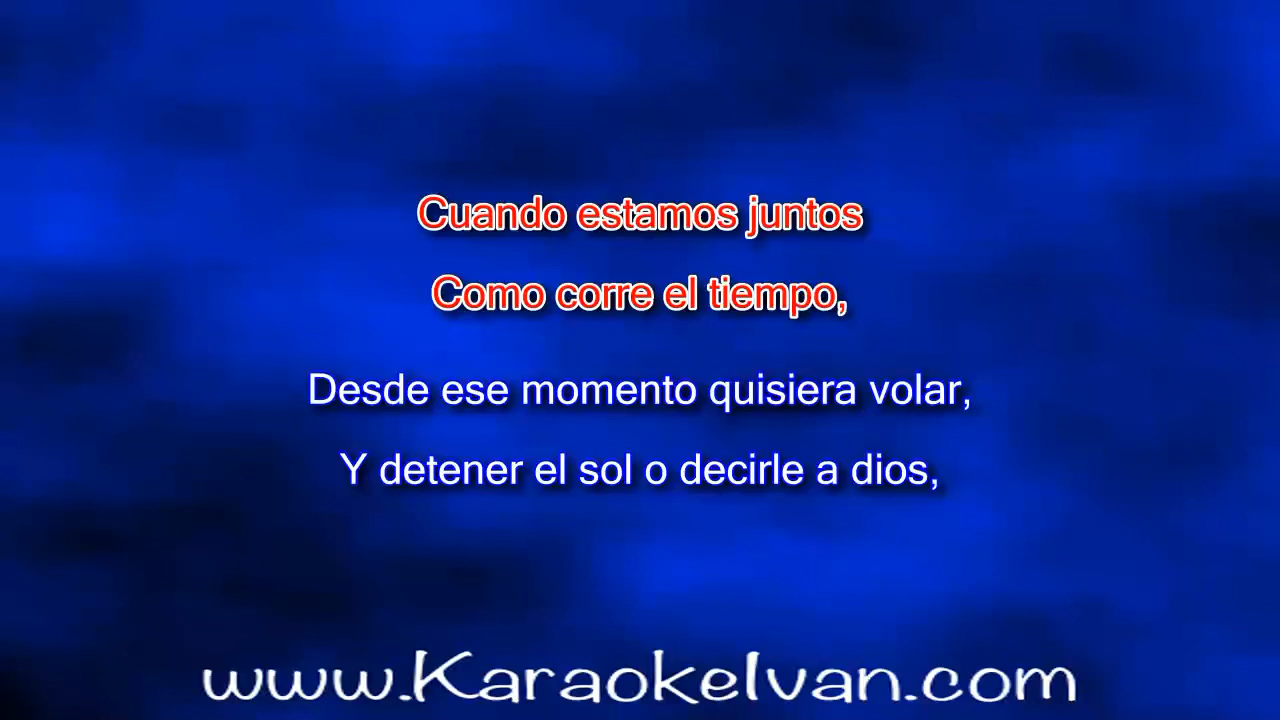 Cuando estamos juntos
Como corre el tiempo,
Desde ese momento quisiera volar,
Y detener el sol o decirle a dios,
www.KaraokeIvan.com